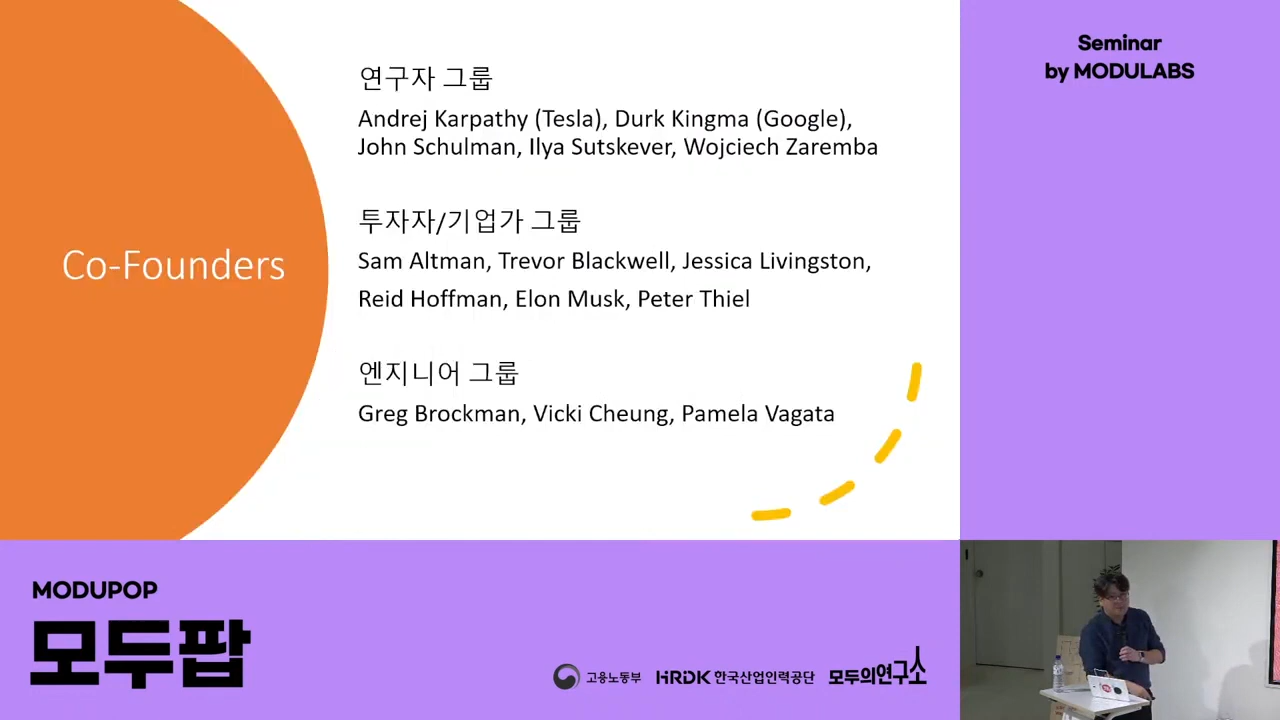 Co-Founders
연구자 그룹
Andrej Karpathy (Tesla), Durk Kingma (Google),
John Schulman, Ilya Sutskever, Wojciech Zaremba
투자자/기업가 그룹
Sam Altman, Trevor Blackwell, Jessica Livingston,
Reid Hoffman, Elon Musk, Peter Thiel
엔지니어 그룹
Greg Brockman, Vicki Cheung, Pamela Vagata
Seminar
by MODULABS
MODUPOP
모두팝
고용노동부
HRDK 한국산업인력공단
모두의연구소